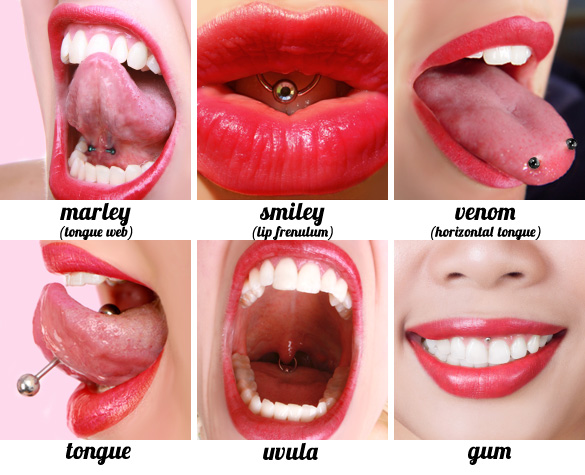 marley
(tongue web)
smiley
(lip frenulum)
venom
(horizontal tongue)
tongue
uvula
gum